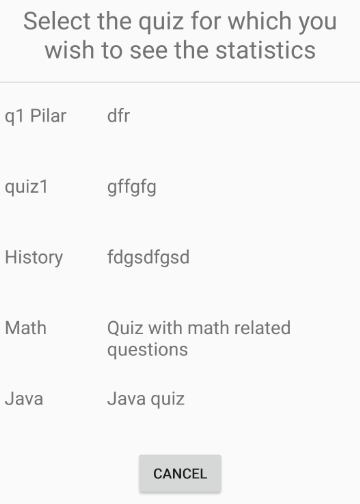 Select the quiz for which you
wish to see the statistics
q1 Pilar dfr
quiz1 gffgfg
History fdgsdfgsd
Math Quiz with math related
questions
Java Java quiz
CANCEL